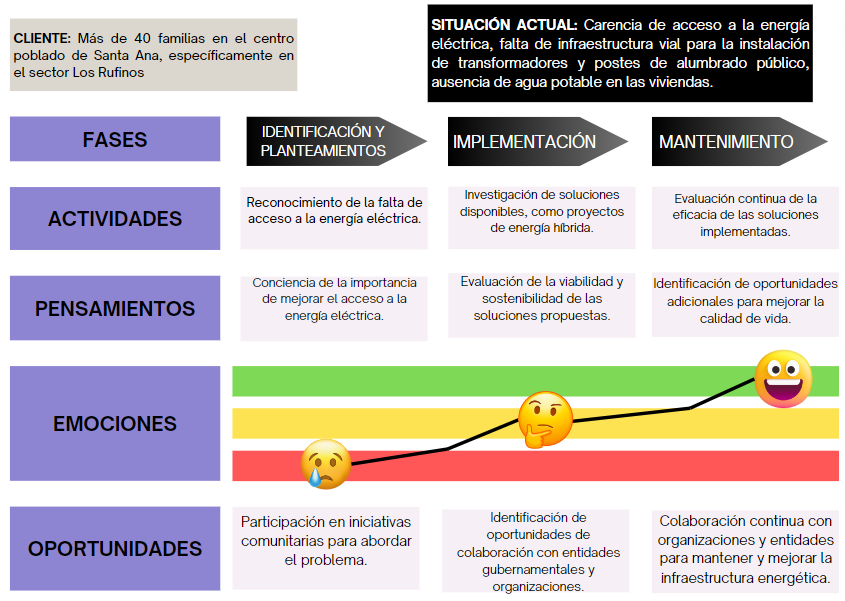 CLIENTE: Más de 40 familias en el centro
poblado de Santa Ana, específicamente en
el sector Los Rufinos
SITUACIÓN ACTUAL: Carencia de acceso a la energía
eléctrica, falta de infraestructura vial para la instalación
de transformadores y postes de alumbrado público,
ausencia de agua potable en las viviendas.
FASES
IDENTIFICACIÓN Y
PLANTEAMIENTOS
IMPLEMENTACIÓN
MANTENIMIENTO
ACTIVIDADES
Reconocimiento de la falta de
acceso a la energía eléctrica.
Investigación de soluciones
disponibles, como proyectos
de energía híbrida.
Evaluación continua de la
eficacia de las soluciones
implementadas.
PENSAMIENTOS
Conciencia de la importancia
de mejorar el acceso a la
energía eléctrica.
Evaluación de la viabilidad y
sostenibilidad de las
soluciones propuestas.
Identificación de oportunidades
adicionales para mejorar la
calidad de vida.
EMOCIONES
OPORTUNIDADES
Participación en iniciativas
comunitarias para abordar
el problema.
Identificación de
oportunidades de
colaboración con entidades
gubernamentales y
organizaciones.
Colaboración continua con
organizaciones y entidades
para mantener y mejorar la
infraestructura energética.